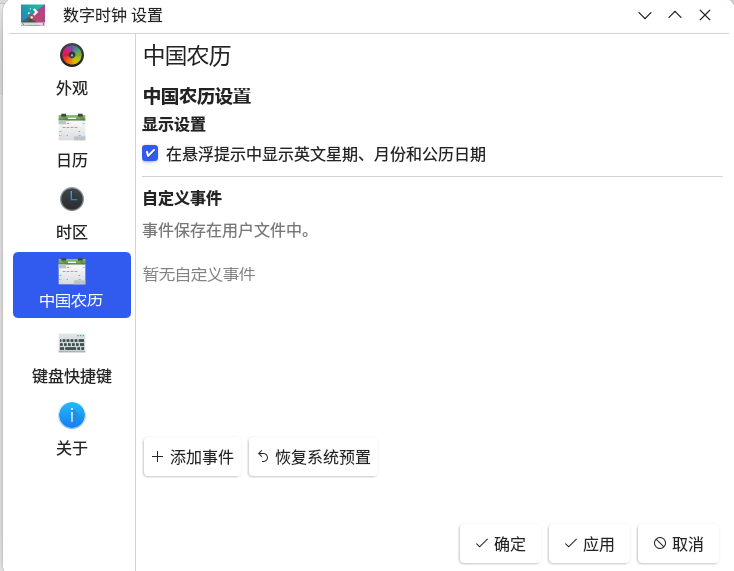 数字时钟 设置
外观
日历
时区
中国农历
键盘快捷键
关于
中国农历
中国农历设置
显示设置
在悬浮提示中显示英文星期、月份和公历日期
自定义事件
事件保存在用户文件中。
暂无自定义事件
添加事件
恢复系统预置
确定
应用
取消